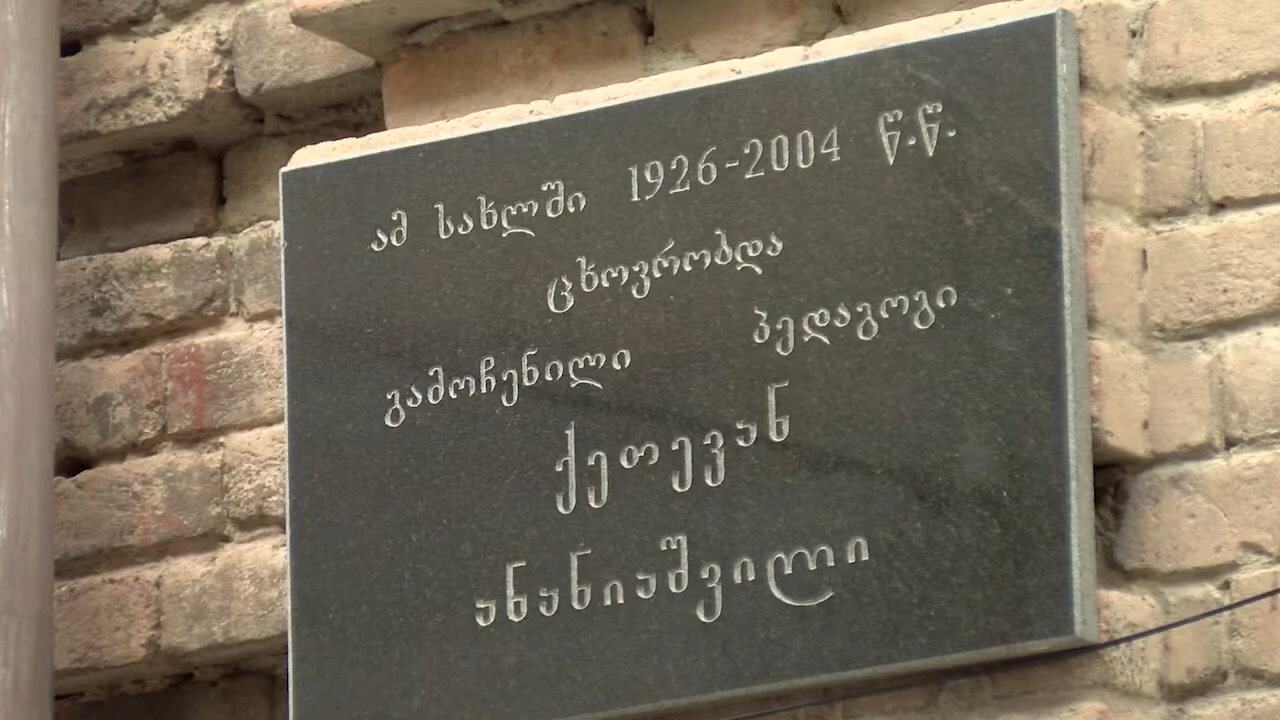 ამ სახლში 1926-2004 წ.წ.
ცხოვრობდა
გამოჩენილი პედაგოგი
ქეთევან
ანანიაშვილი